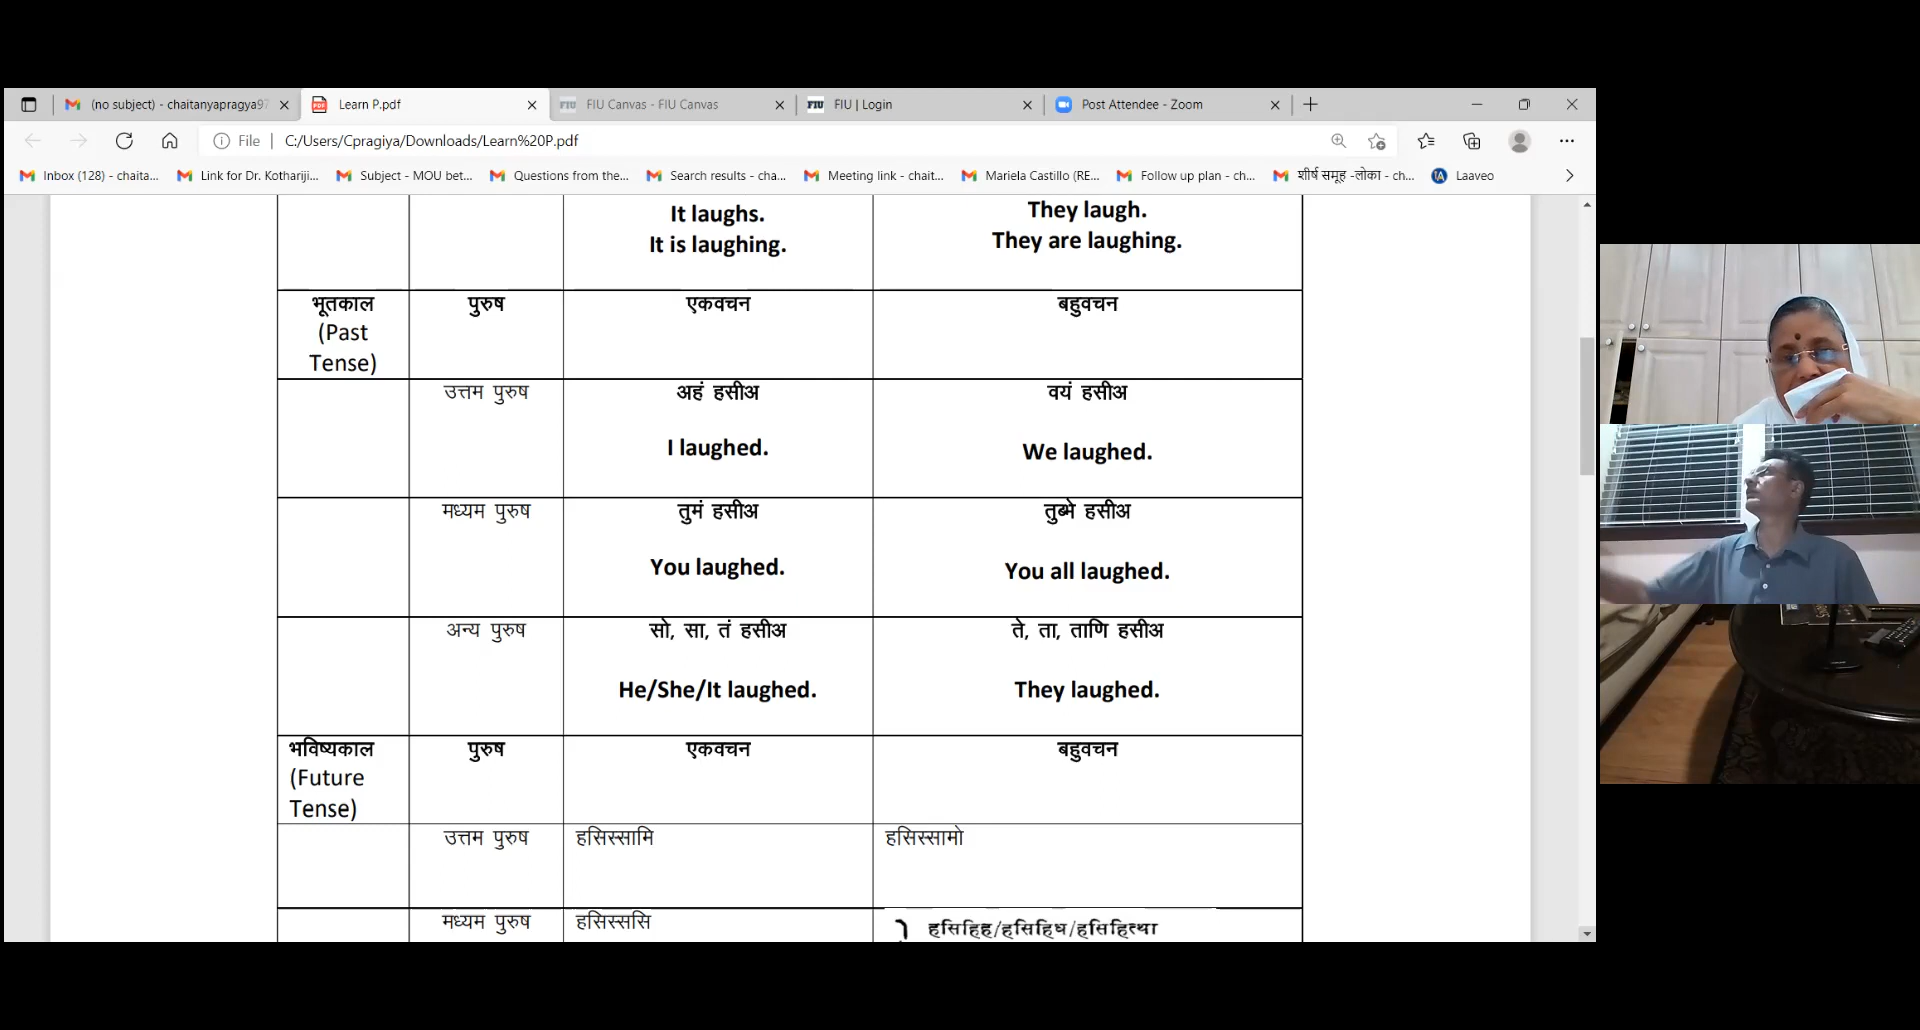 (no subject) - chaitanyapragya97
Learn P.pdf
FIU Canvas - FIU Canvas
FIU FIU | Login
Post Attendee - Zoom
File | C:/Users/Cpragiya/Downloads/Learn%20P.pdf
Inbox (128) - chaita... Link for Dr. Kothariji... Subject - MOU bet... Questions from the... Search results - cha... Meeting link - chait... Mariela Castillo (RE... Follow up plan - ch... शीर्ष समूह -लोका - ch... Laaveo
It laughs. They laugh.
It is laughing. They are laughing.
भूतकाल पुरुष एकवचन बहुवचन
(Past
Tense)
उत्तम पुरुष अहं हसीअ वयं हसीअ
I laughed. We laughed.
मध्यम पुरुष तुमं हसीअ तुब्भे हसीअ
You laughed. You all laughed.
अन्य पुरुष सो, सा, तं हसीअ ते, ता, ताणि हसीअ
He/She/It laughed. They laughed.
भविष्यकाल पुरुष एकवचन बहुवचन
(Future
Tense)
उत्तम पुरुष हसिस्सामि हसिस्सामो
मध्यम पुरुष हसिस्ससि हसिहिह/हसिहिध/हसिहित्था